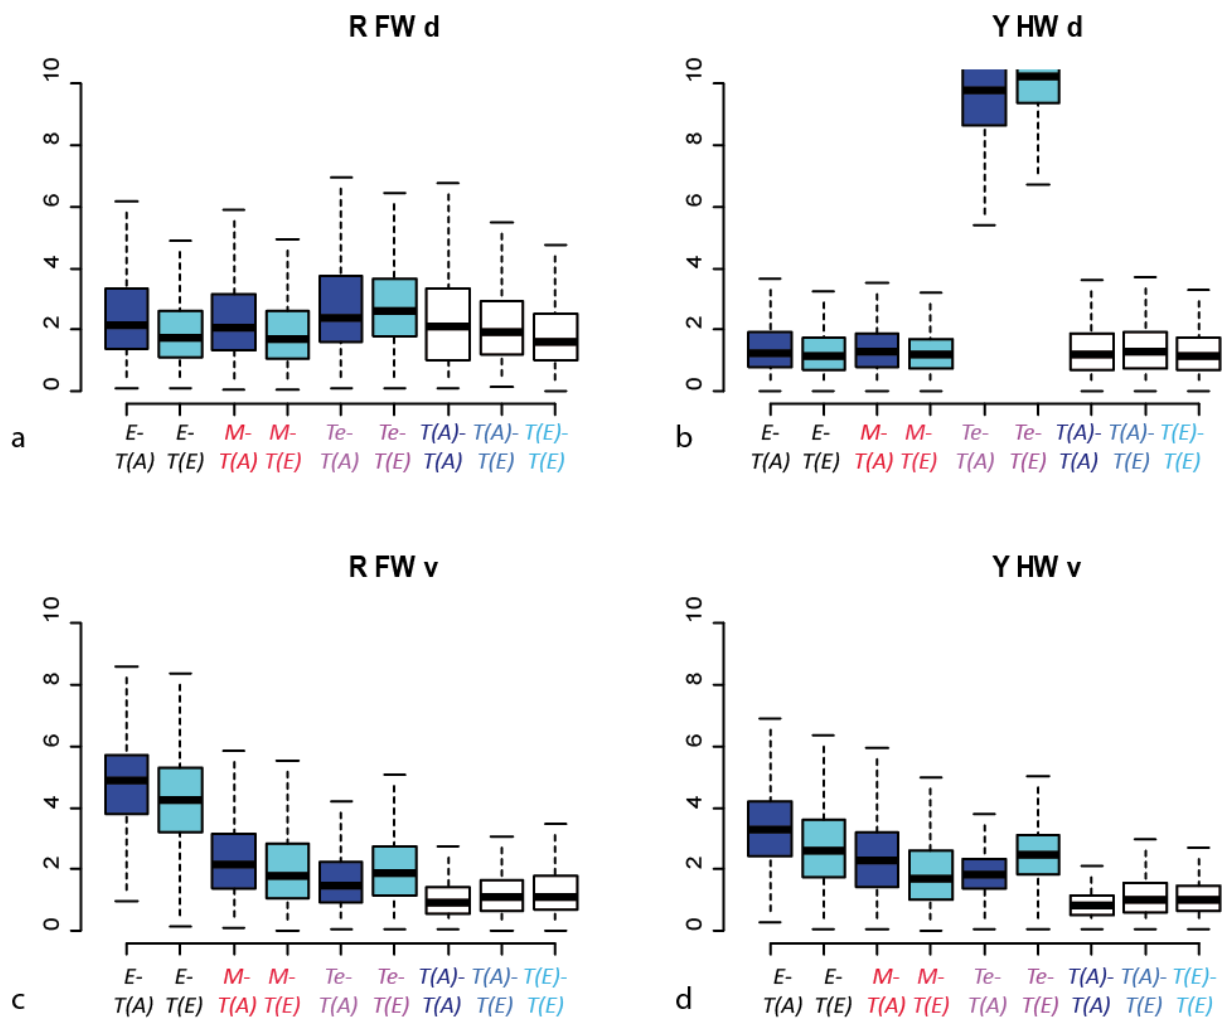 R FW d
10
8
6
4
2
0
E- E- M- M- Te- Te- T(A)- T(A)- T(E)-
T(A) T(E) T(A) T(E) T(A) T(E) T(A) T(E) T(E)
a
Y HW d
10
8
6
4
2
0
E- E- M- M- Te- Te- T(A)- T(A)- T(E)-
T(A) T(E) T(A) T(E) T(A) T(E) T(A) T(E) T(E)
b
R FW v
10
8
6
4
2
0
E- E- M- M- Te- Te- T(A)- T(A)- T(E)-
T(A) T(E) T(A) T(E) T(A) T(E) T(A) T(E) T(E)
c
Y HW v
10
8
6
4
2
0
E- E- M- M- Te- Te- T(A)- T(A)- T(E)-
T(A) T(E) T(A) T(E) T(A) T(E) T(A) T(E) T(E)
d